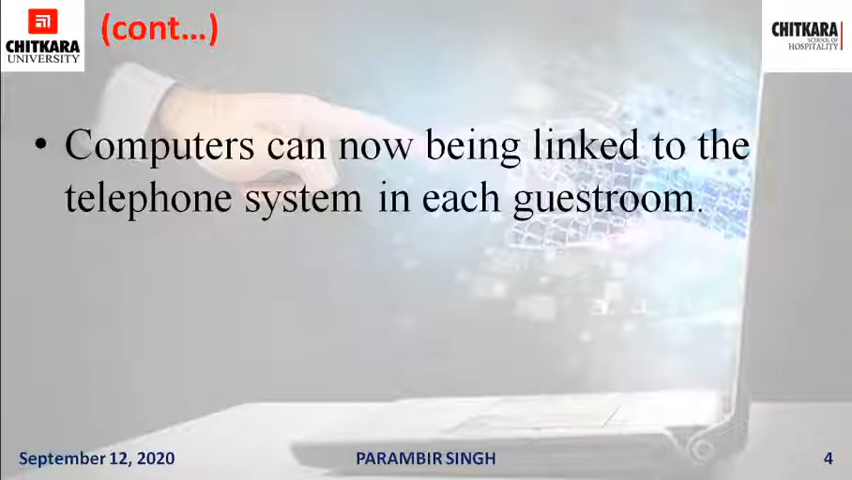 CHITKARA
UNIVERSITY
(cont...)
CHITKARA
SCHOOL OF
HOSPITALITY
• Computers can now being linked to the
telephone system in each guestroom.
September 12, 2020
PARAMBIR SINGH
4